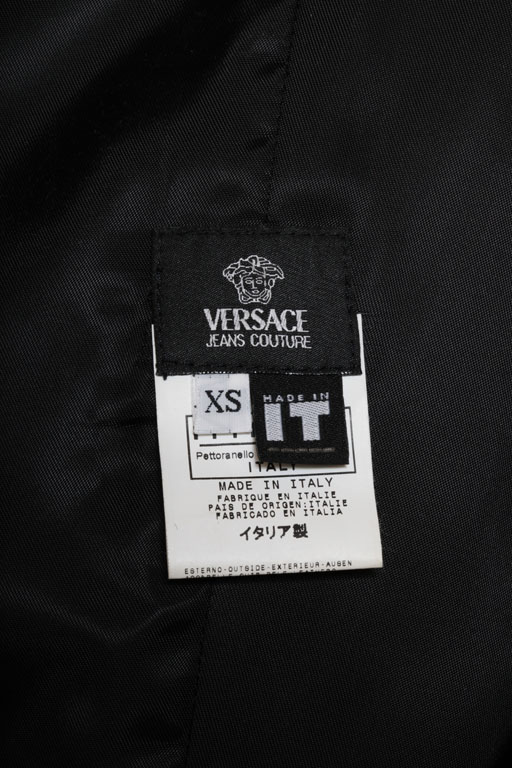 VERSACE
JEANS COUTURE
XS
MADE IN
IT
Pettoranello
ITALY
MADE IN ITALY
FABRIQUE EN ITALIE
PAIS DE ORIGEN:ITALIE
FABRICADO EN ITALIA
イタリア製
ESTERNO-OUTSIDE-EXTERIEUR-AUSEN